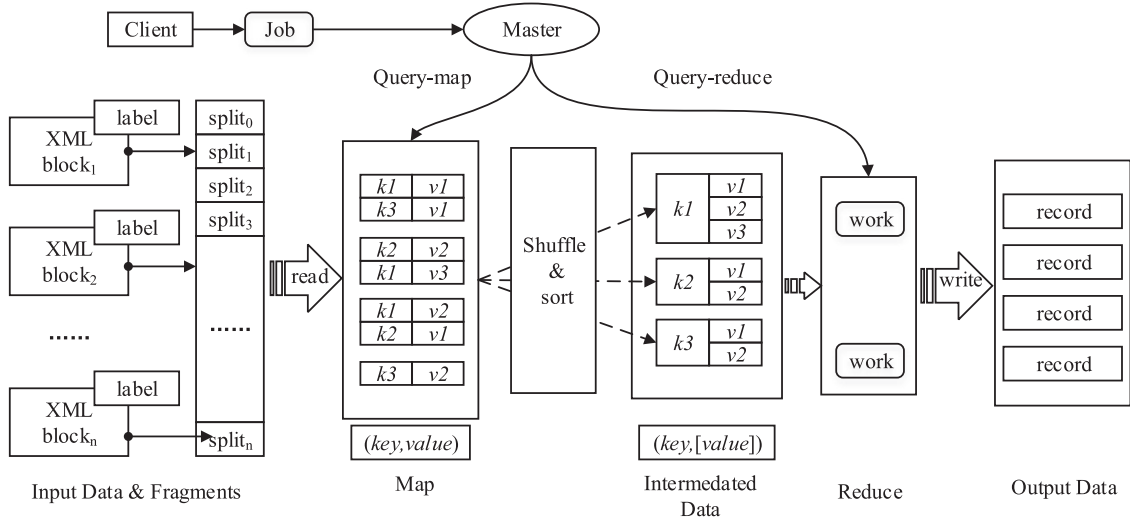 Client
Job
Master
Query-map
Query-reduce
label
XML
block1
label
XML
block2
......
label
XML
blockn
split0
split1
split2
split3
......
splitn
read
k1 v1
k3 v1
k2 v2
k1 v3
k1 v2
k2 v1
k3 v2
(key,value)
Shuffle
&
sort
k1
v1
v2
v3
k2
v1
v2
k3
v1
v2
(key,[value])
work
work
write
record
record
record
record
Input Data & Fragments
Map
Intermedated
Data
Reduce
Output Data